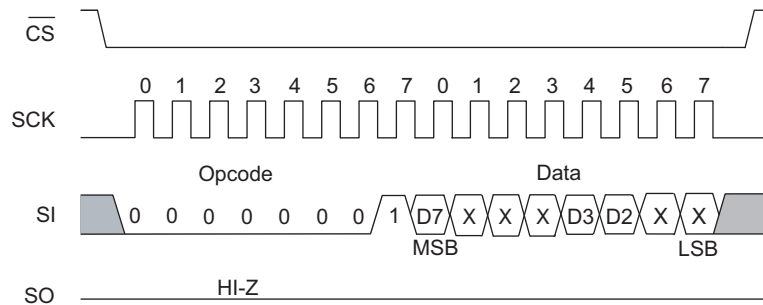 CS
0 1 2 3 4 5 6 7 0 1 2 3 4 5 6 7
SCK
Opcode Data
SI 0 0 0 0 0 0 0 1 D7 X X X D3 D2 X X
MSB LSB
HI-Z
SO